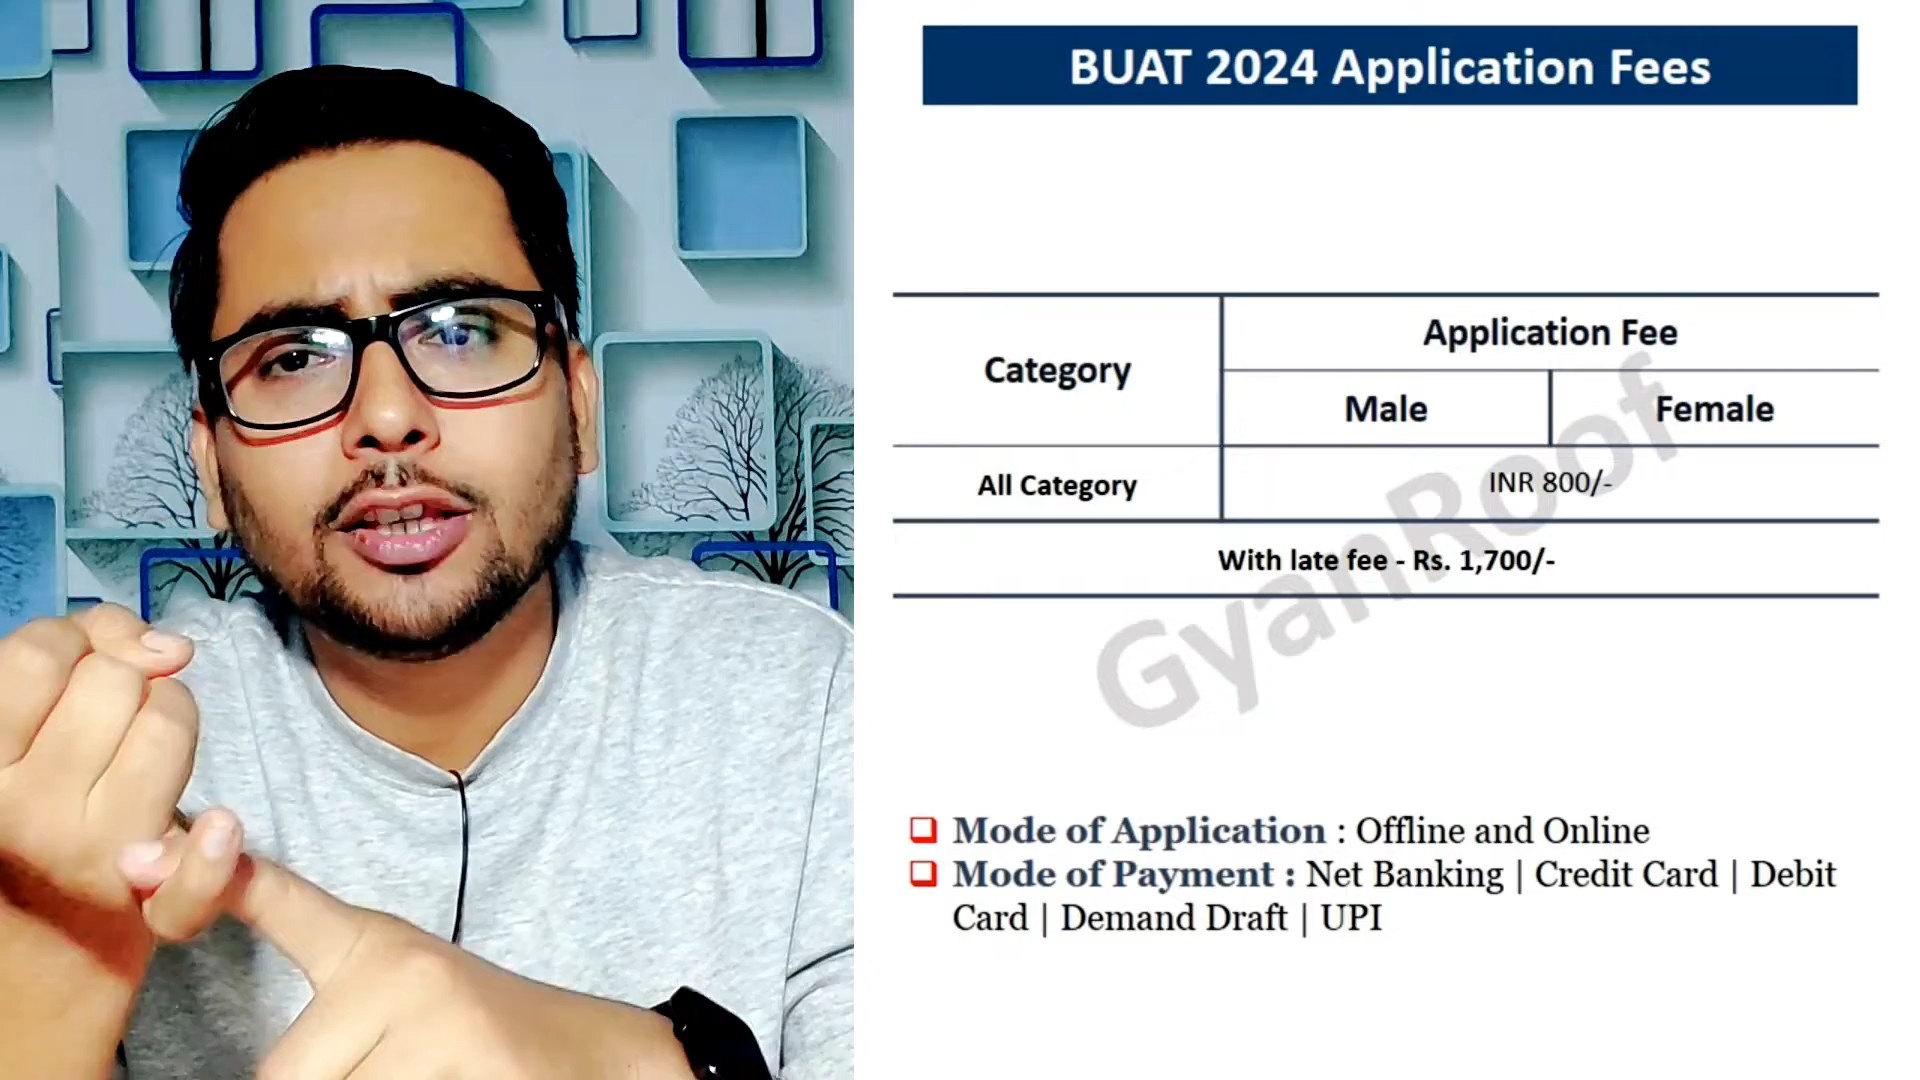 BUAT 2024 Application Fees
Category
Application Fee
Male
Female
All Category
INR 800/-
With late fee - Rs. 1,700/-
GyanRoof
Mode of Application : Offline and Online
Mode of Payment : Net Banking | Credit Card | Debit
Card | Demand Draft | UPI